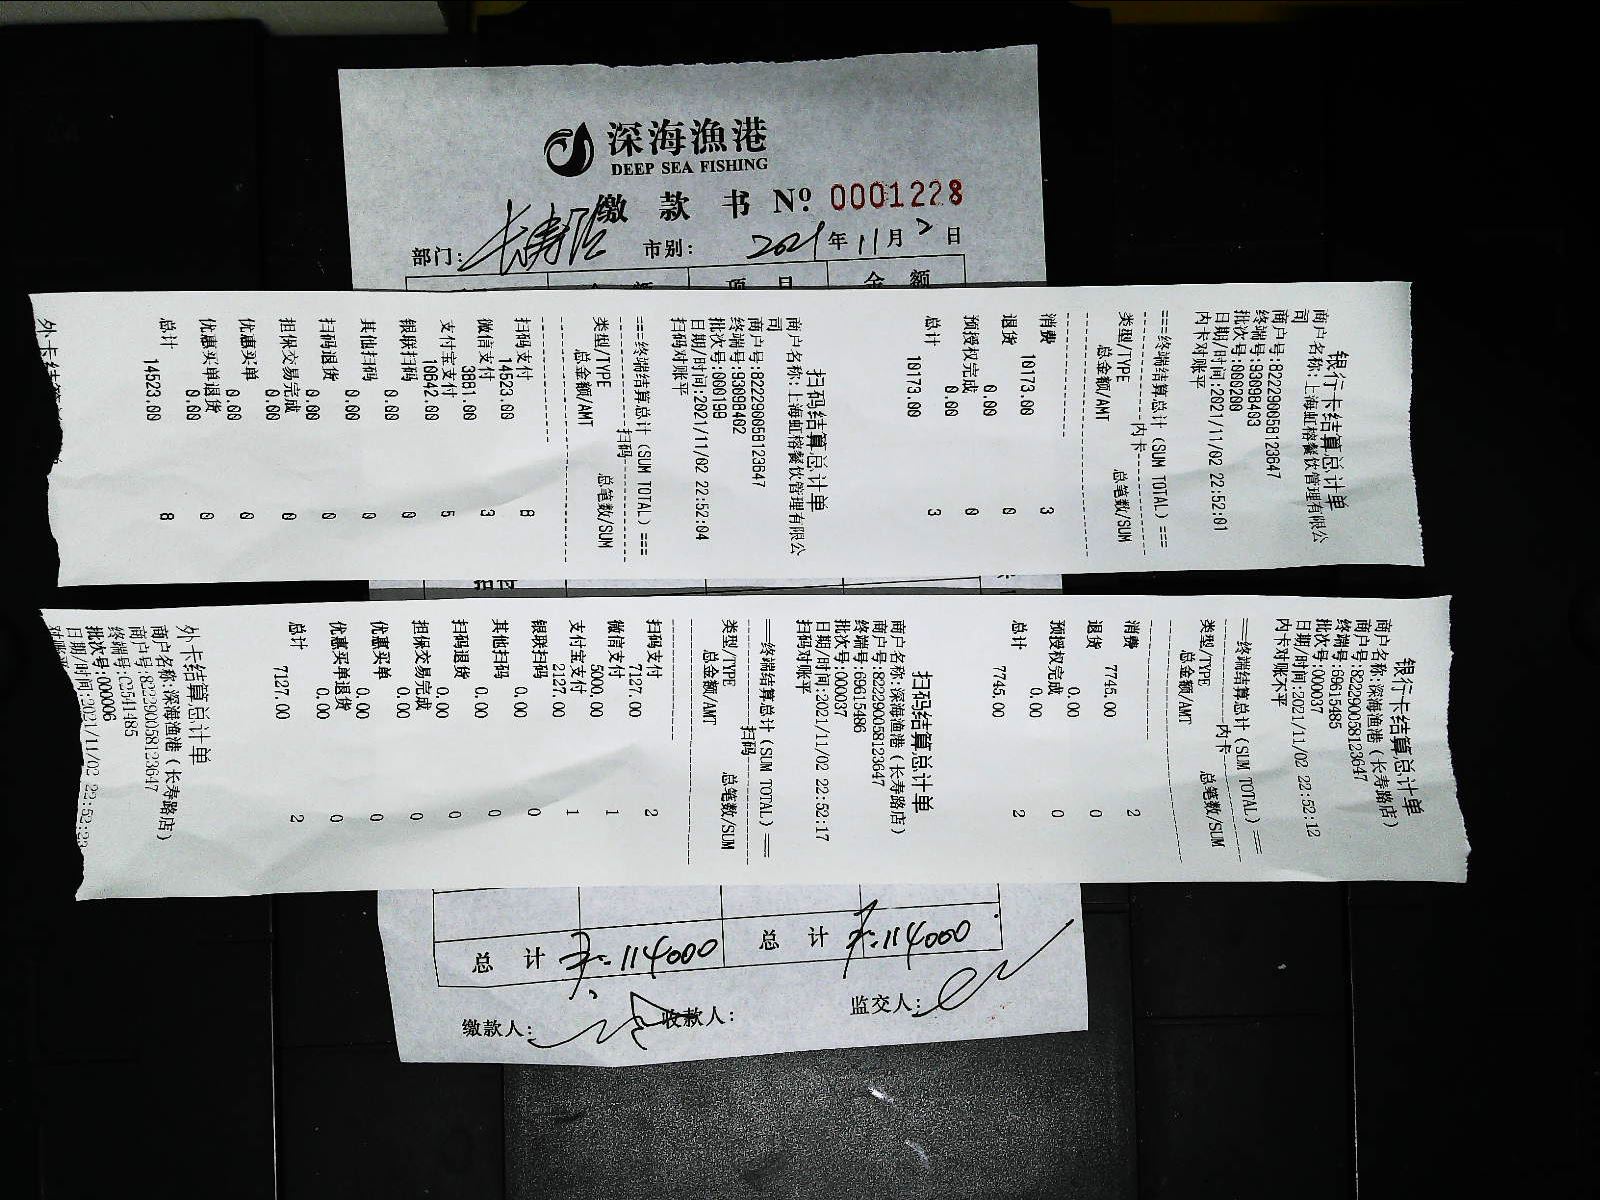 深海渔港
DEEP SEA FISHING
缴款书 Nº 0001228
部门: 长寿路 市别: 2021年11月2日
金额 项目 金额
银行卡结算总计单
商户名称:上海虹榕餐饮管理有限公
司
商户号:822290058123647
终端号:93098403
批次号:000200
日期/时间:2021/11/02 22:52:01
内卡对账平
===终端结算总计(SUM TOTAL)===
内卡
类型/TYPE 总笔数/SUM
总金额/AMT
消费 3
10173.00
退货 0
0.00
预授权完成 0
0.00
总计 3
10173.00
扫码结算总计单
商户名称:上海虹榕餐饮管理有限公
司
商户号:822290058123647
终端号:93098402
批次号:000199
日期/时间:2021/11/02 22:52:04
扫码对账平
===终端结算总计(SUM TOTAL)===
扫码
类型/TYPE 总笔数/SUM
总金额/AMT
扫码支付 8
14523.00
微信支付 3
3881.00
支付宝支付 5
10642.00
银联扫码 0
0.00
其他扫码 0
0.00
扫码退货 0
0.00
担保交易完成 0
0.00
优惠买单 0
0.00
优惠买单退货 0
0.00
总计 8
14523.00
银行卡结算总计单
商户名称:深海渔港(长寿路店)
商户号:822290058123647
终端号:69615485
批次号:000037
日期/时间:2021/11/02 22:52:12
内卡对账不平
===终端结算总计(SUM TOTAL)===
内卡
类型/TYPE 总笔数/SUM
总金额/AMT
消费 2
7745.00
退货 0
0.00
预授权完成 0
0.00
总计 2
7745.00
扫码结算总计单
商户名称:深海渔港(长寿路店)
商户号:822290058123647
终端号:69615486
批次号:000037
日期/时间:2021/11/02 22:52:17
扫码对账平
===终端结算总计(SUM TOTAL)===
扫码
类型/TYPE 总笔数/SUM
总金额/AMT
扫码支付 2
7127.00
微信支付 1
5000.00
支付宝支付 1
2127.00
银联扫码 0
0.00
其他扫码 0
0.00
扫码退货 0
0.00
担保交易完成 0
0.00
优惠买单 0
0.00
优惠买单退货 0
0.00
总计 2
7127.00
外卡结算总计单
商户名称:深海渔港(长寿路店)
商户号:822290058123647
终端号:C2541485
批次号:000006
日期/时间:2021/11/02 22:52:23
总计 114000 总计 114000
缴款人: 收款人: 监交人: